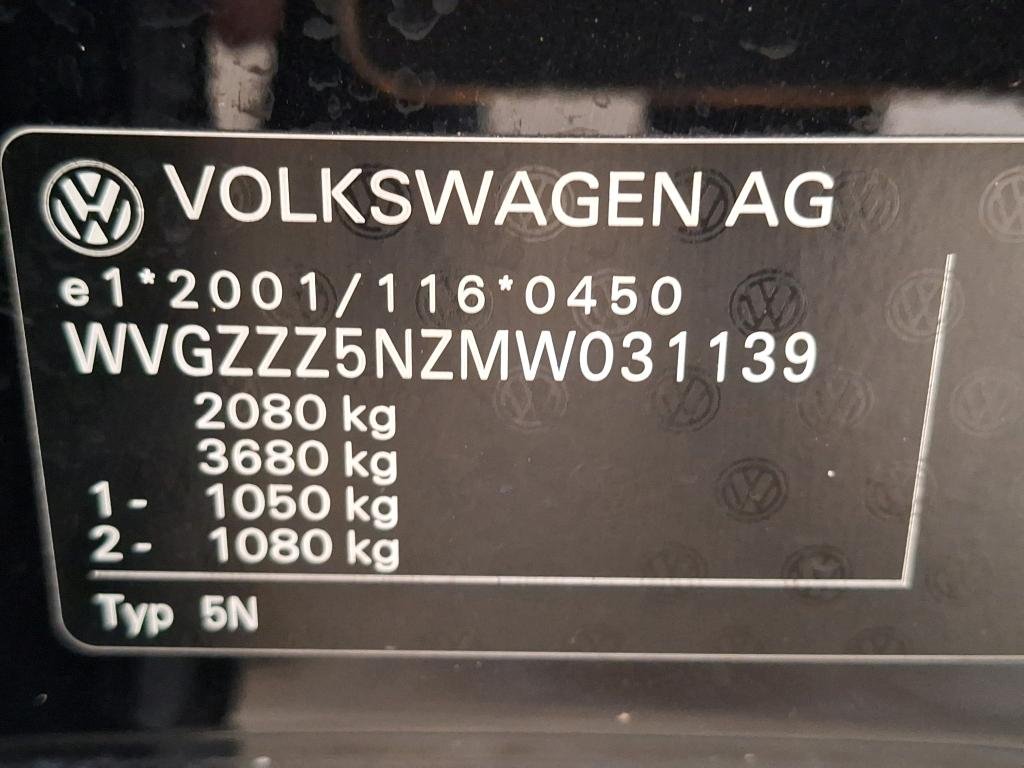 VOLKSWAGEN AG
e1*2001/116*0450
WVGZZZ5NZMW031139
2080 kg
3680 kg
1- 1050 kg
2- 1080 kg
Typ 5N